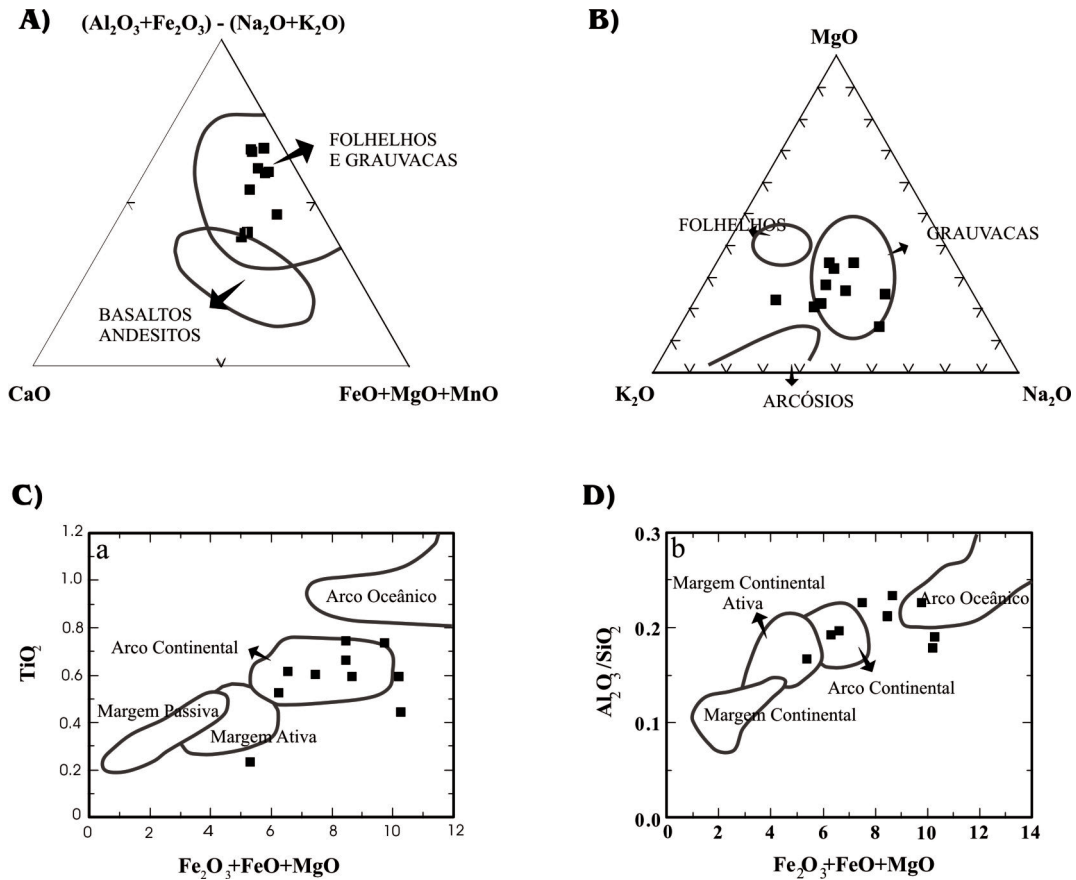 A)
(Al₂O₃+Fe₂O₃) - (Na₂O+K₂O)
FOLHELHOS
E GRAUVACAS
BASALTOS
ANDESITOS
CaO
FeO+MgO+MnO
B)
MgO
FOLHELHOS
GRAUVACAS
K₂O
Na₂O
ARCÓSIOS
C)
a
1.2
1.0
0.8
0.6
0.4
0.2
0
TiO₂
Arco Oceânico
Arco Continental
Margem Passiva
Margem Ativa
0 2 4 6 8 10 12
Fe₂O₃+FeO+MgO
D)
b
0.3
0.2
0.1
0.0
Al₂O₃/SiO₂
Margem Continental
Ativa
Arco Oceânico
Arco Continental
Margem Continental
0 2 4 6 8 10 12 14
Fe₂O₃+FeO+MgO